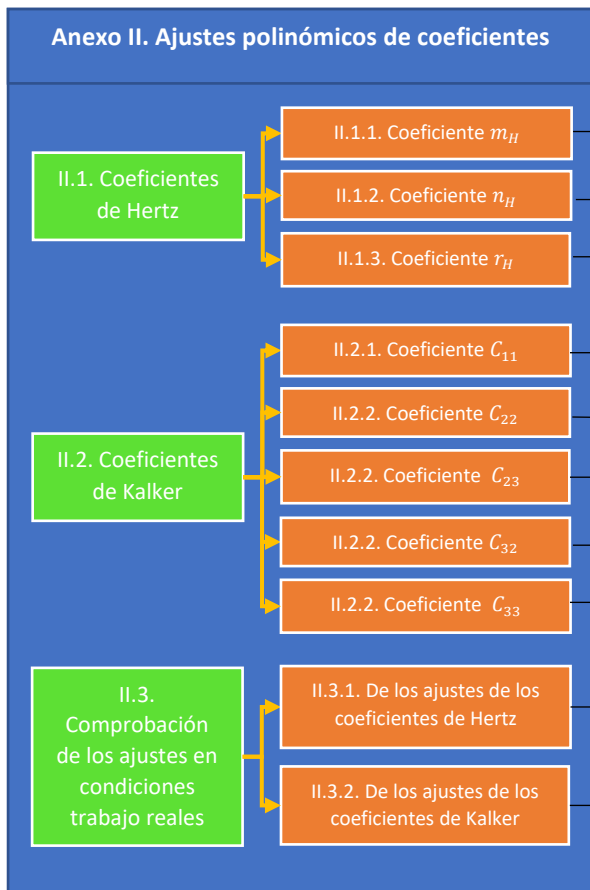 Anexo II. Ajustes polinómicos de coeficientes
II.1. Coeficientes
de Hertz
II.1.1. Coeficiente m_H
II.1.2. Coeficiente n_H
II.1.3. Coeficiente r_H
II.2. Coeficientes
de Kalker
II.2.1. Coeficiente C_11
II.2.2. Coeficiente C_22
II.2.2. Coeficiente C_23
II.2.2. Coeficiente C_32
II.2.2. Coeficiente C_33
II.3.
Comprobación
de los ajustes en
condiciones
trabajo reales
II.3.1. De los ajustes de los
coeficientes de Hertz
II.3.2. De los ajustes de los
coeficientes de Kalker